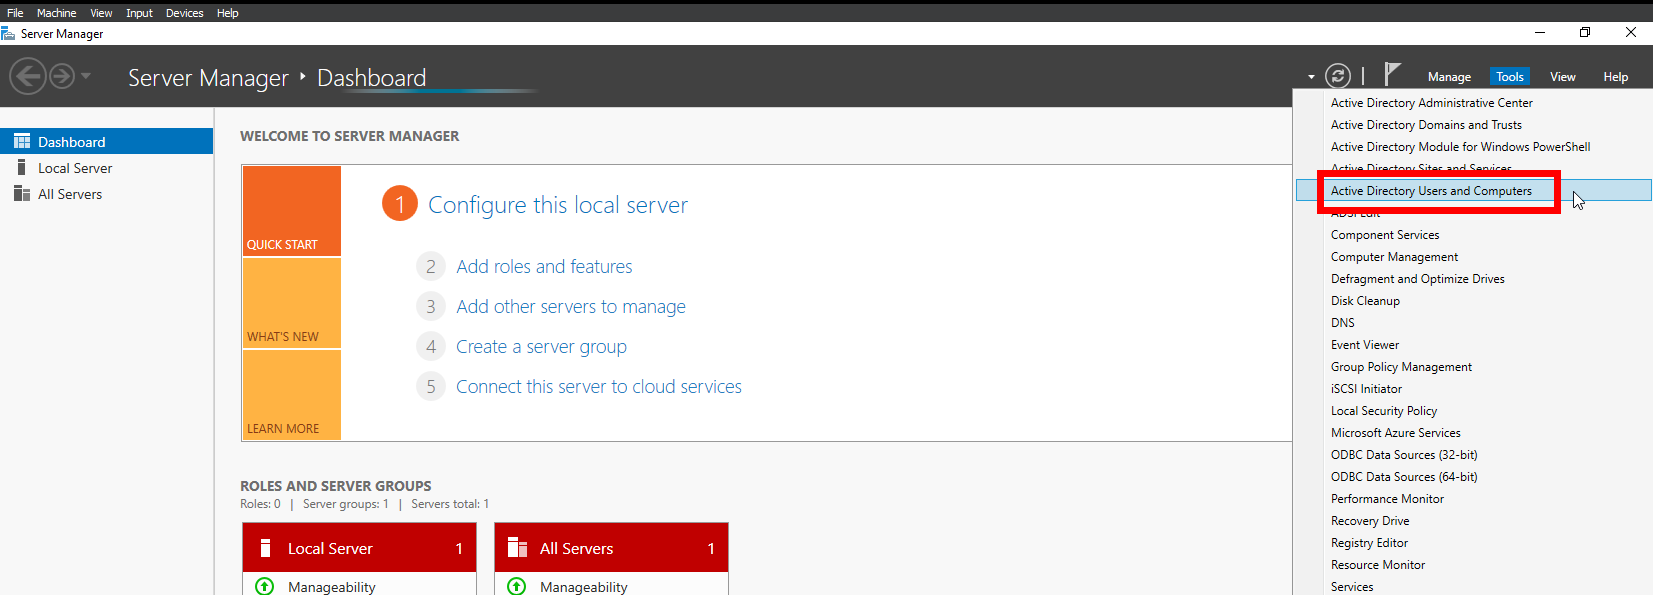 File Machine View Input Devices Help
Server Manager
Server Manager Dashboard
Manage Tools View Help
Dashboard
Local Server
All Servers
WELCOME TO SERVER MANAGER
QUICK START
WHAT'S NEW
LEARN MORE
1 Configure this local server
2 Add roles and features
3 Add other servers to manage
4 Create a server group
5 Connect this server to cloud services
ROLES AND SERVER GROUPS
Roles: 0 | Server groups: 1 | Servers total: 1
Local Server 1
Manageability
All Servers 1
Manageability
Active Directory Administrative Center
Active Directory Domains and Trusts
Active Directory Module for Windows PowerShell
Active Directory Sites and Services
Active Directory Users and Computers
ADSI Edit
Component Services
Computer Management
Defragment and Optimize Drives
Disk Cleanup
DNS
Event Viewer
Group Policy Management
iSCSI Initiator
Local Security Policy
Microsoft Azure Services
ODBC Data Sources (32-bit)
ODBC Data Sources (64-bit)
Performance Monitor
Recovery Drive
Registry Editor
Resource Monitor
Services